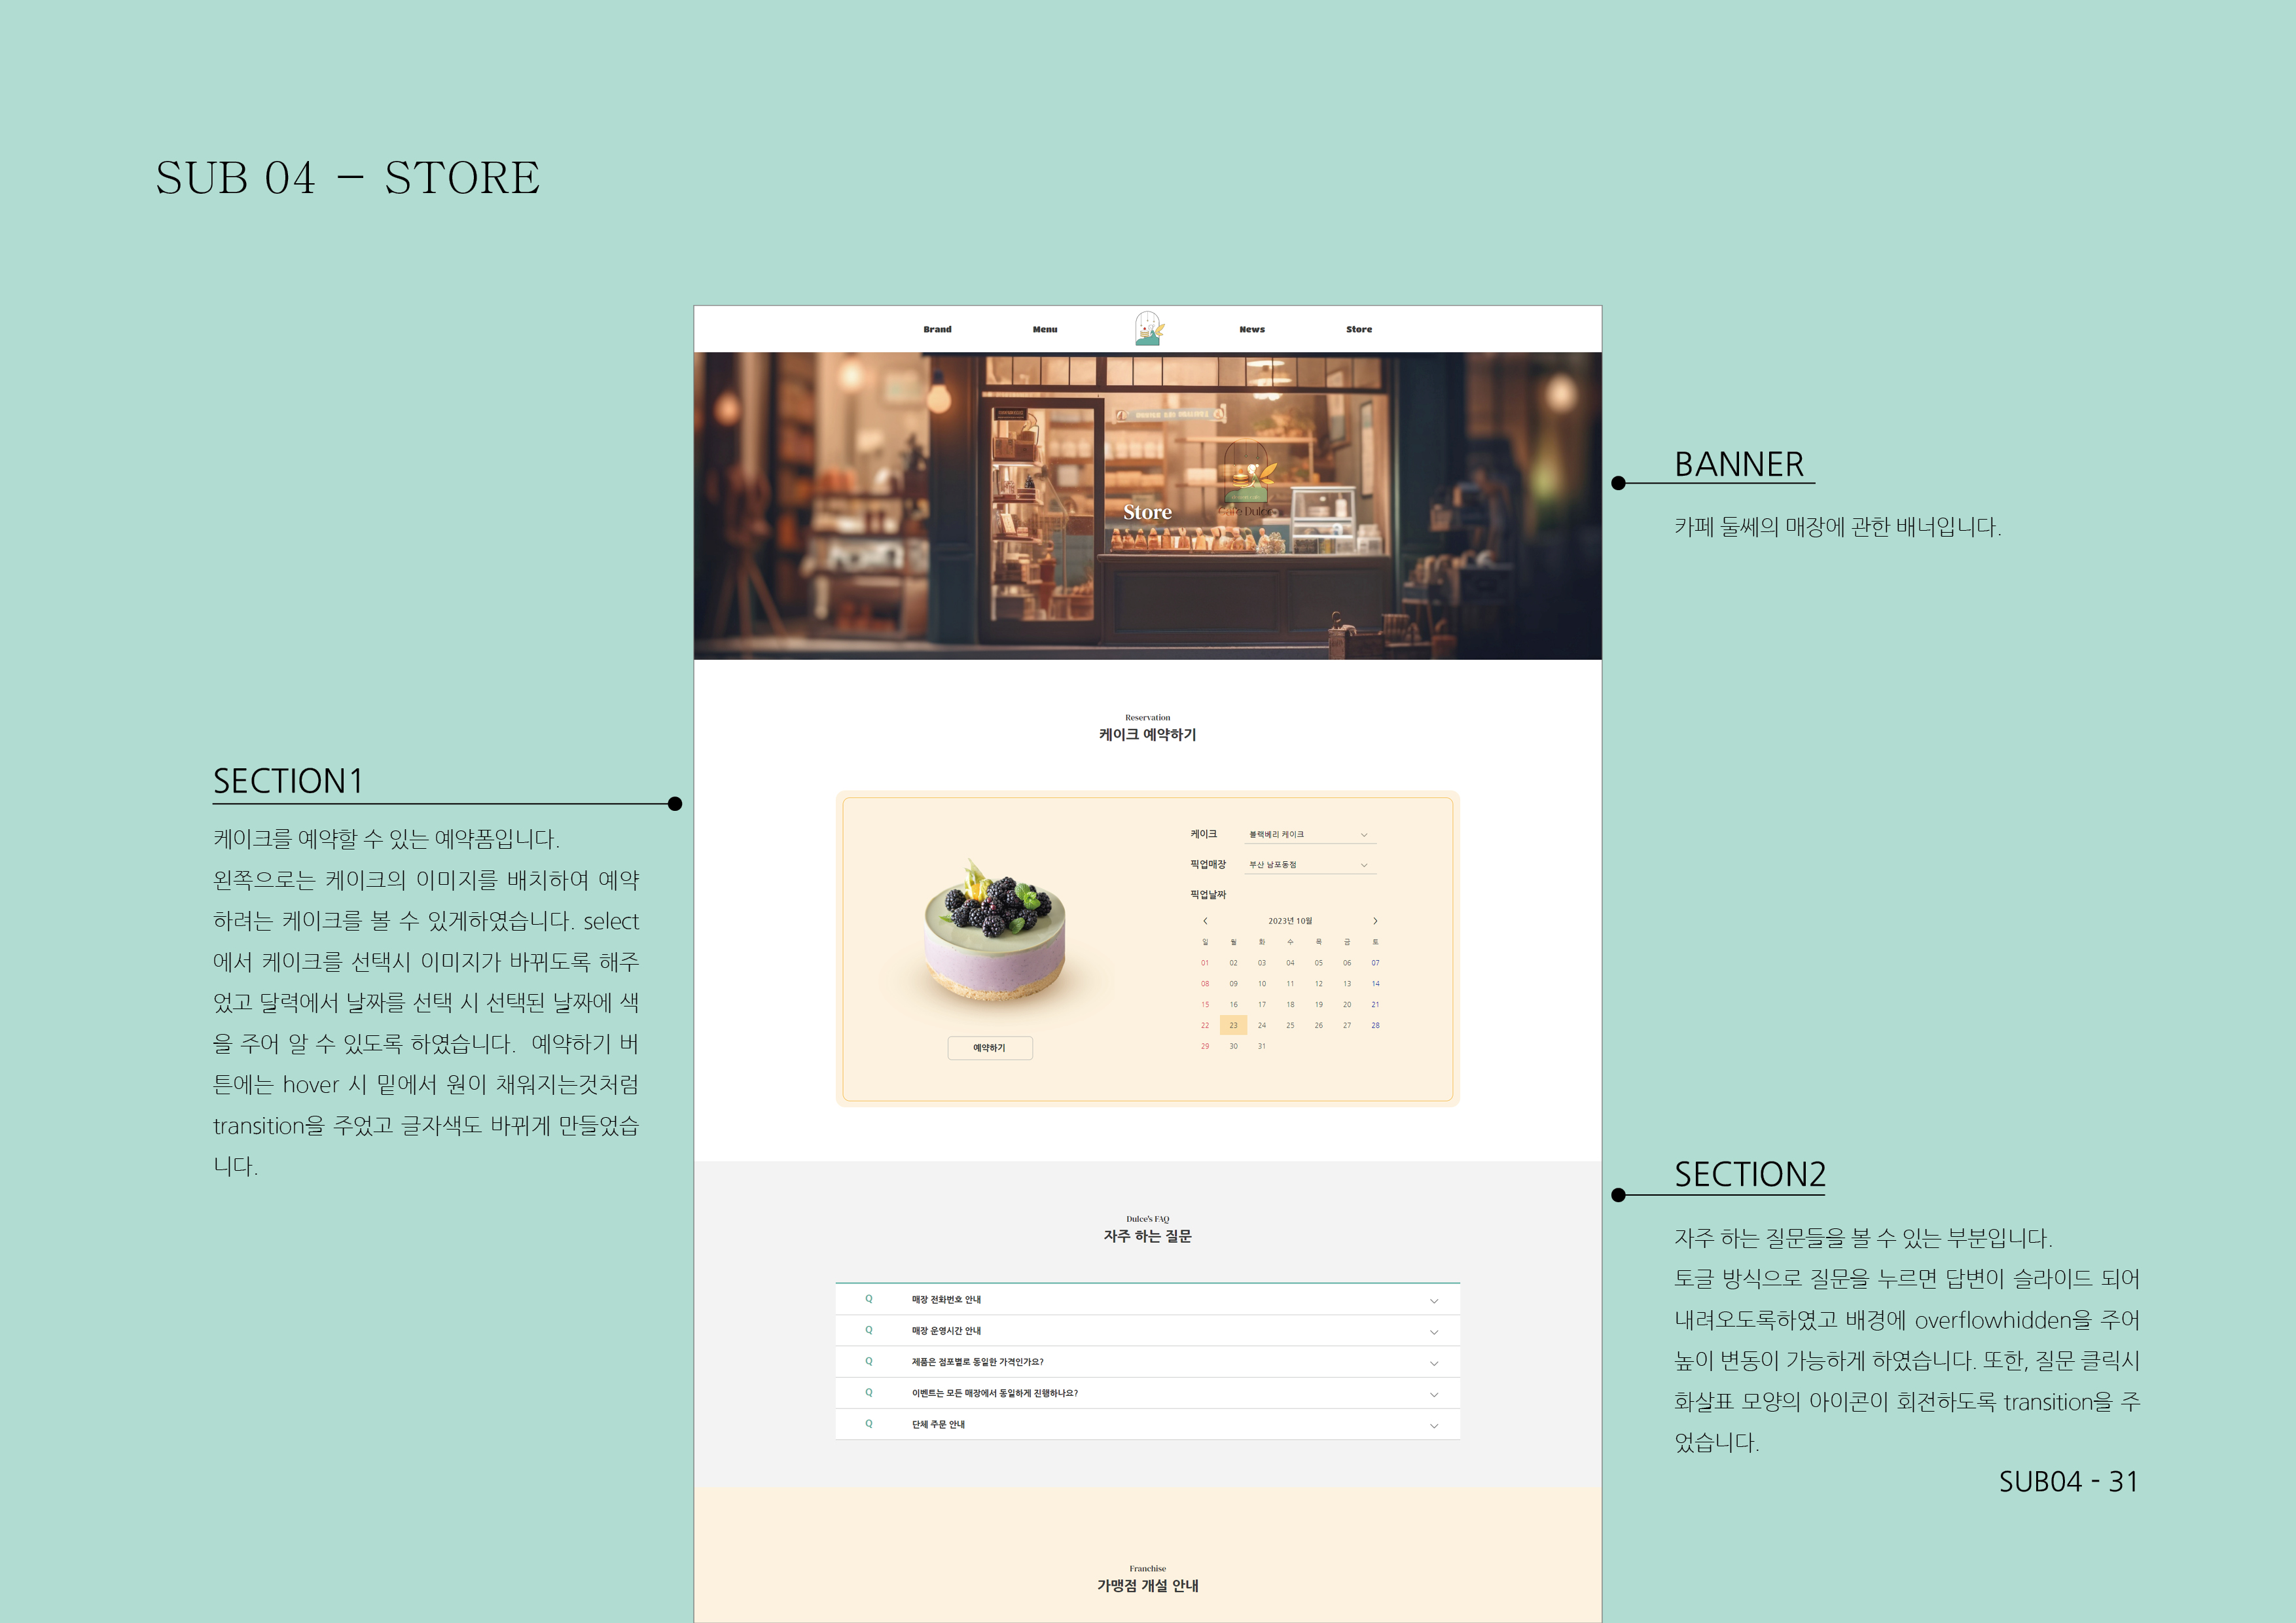 SUB 04 - STORE
Brand
Menu
News
Store
Store
Cafe Dulce
BANNER
카페 둘쎄의 매장에 관한 배너입니다.
Reservation
케이크 예약하기
SECTION1
케이크를 예약할 수 있는 예약폼입니다.
왼쪽으로는 케이크의 이미지를 배치하여 예약
하려는 케이크를 볼 수 있게하였습니다. select
에서 케이크를 선택시 이미지가 바뀌도록 해주
었고 달력에서 날짜를 선택 시 선택된 날짜에 색
을 주어 알 수 있도록 하였습니다. 예약하기 버
튼에는 hover 시 밑에서 원이 채워지는것처럼
transition을 주었고 글자색도 바뀌게 만들었습
니다.
예약하기
케이크 블랙베리 케이크
픽업매장 부산 남포동점
픽업날짜
< 2023년 10월 >
일 월 화 수 목 금 토
01 02 03 04 05 06 07
08 09 10 11 12 13 14
15 16 17 18 19 20 21
22 23 24 25 26 27 28
29 30 31
Dulce's FAQ
자주 하는 질문
Q 매장 전화번호 안내
Q 매장 운영시간 안내
Q 제품은 점포별로 동일한 가격인가요?
Q 이벤트는 모든 매장에서 동일하게 진행하나요?
Q 단체 주문 안내
SECTION2
자주 하는 질문들을 볼 수 있는 부분입니다.
토글 방식으로 질문을 누르면 답변이 슬라이드 되어
내려오도록하였고 배경에 overflowhidden을 주어
높이 변동이 가능하게 하였습니다. 또한, 질문 클릭시
화살표 모양의 아이콘이 회전하도록 transition을 주
었습니다.
SUB04 - 31
Franchise
가맹점 개설 안내